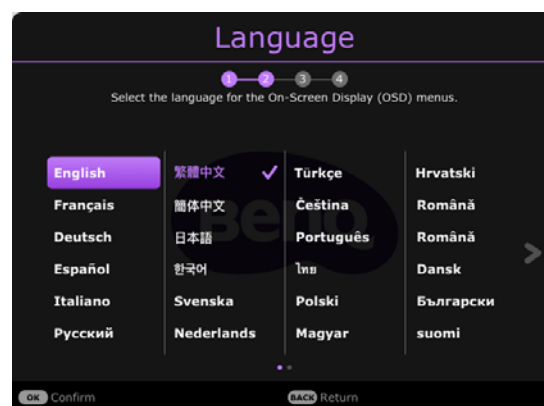 Language
1 2 3 4
Select the language for the On-Screen Display (OSD) menus.
English 繁體中文 Türkçe Hrvatski
Français 簡体中文 Čeština Română
Deutsch 日本語 Português Română
Español 한국어 ไทย Dansk
Italiano Svenska Polski Български
Русский Nederlands Magyar suomi
BenQ
OK Confirm BACK Return